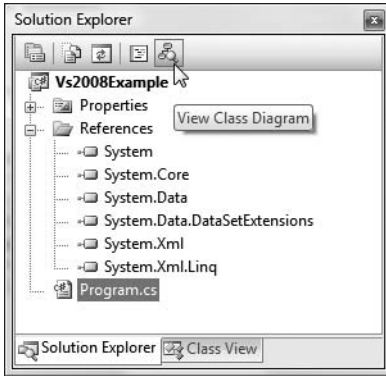 Solution Explorer
Vs2008Example
Properties
View Class Diagram
References
System
System.Core
System.Data
System.Data.DataSetExtensions
System.Xml
System.Xml.Linq
Program.cs
Solution Explorer Class View